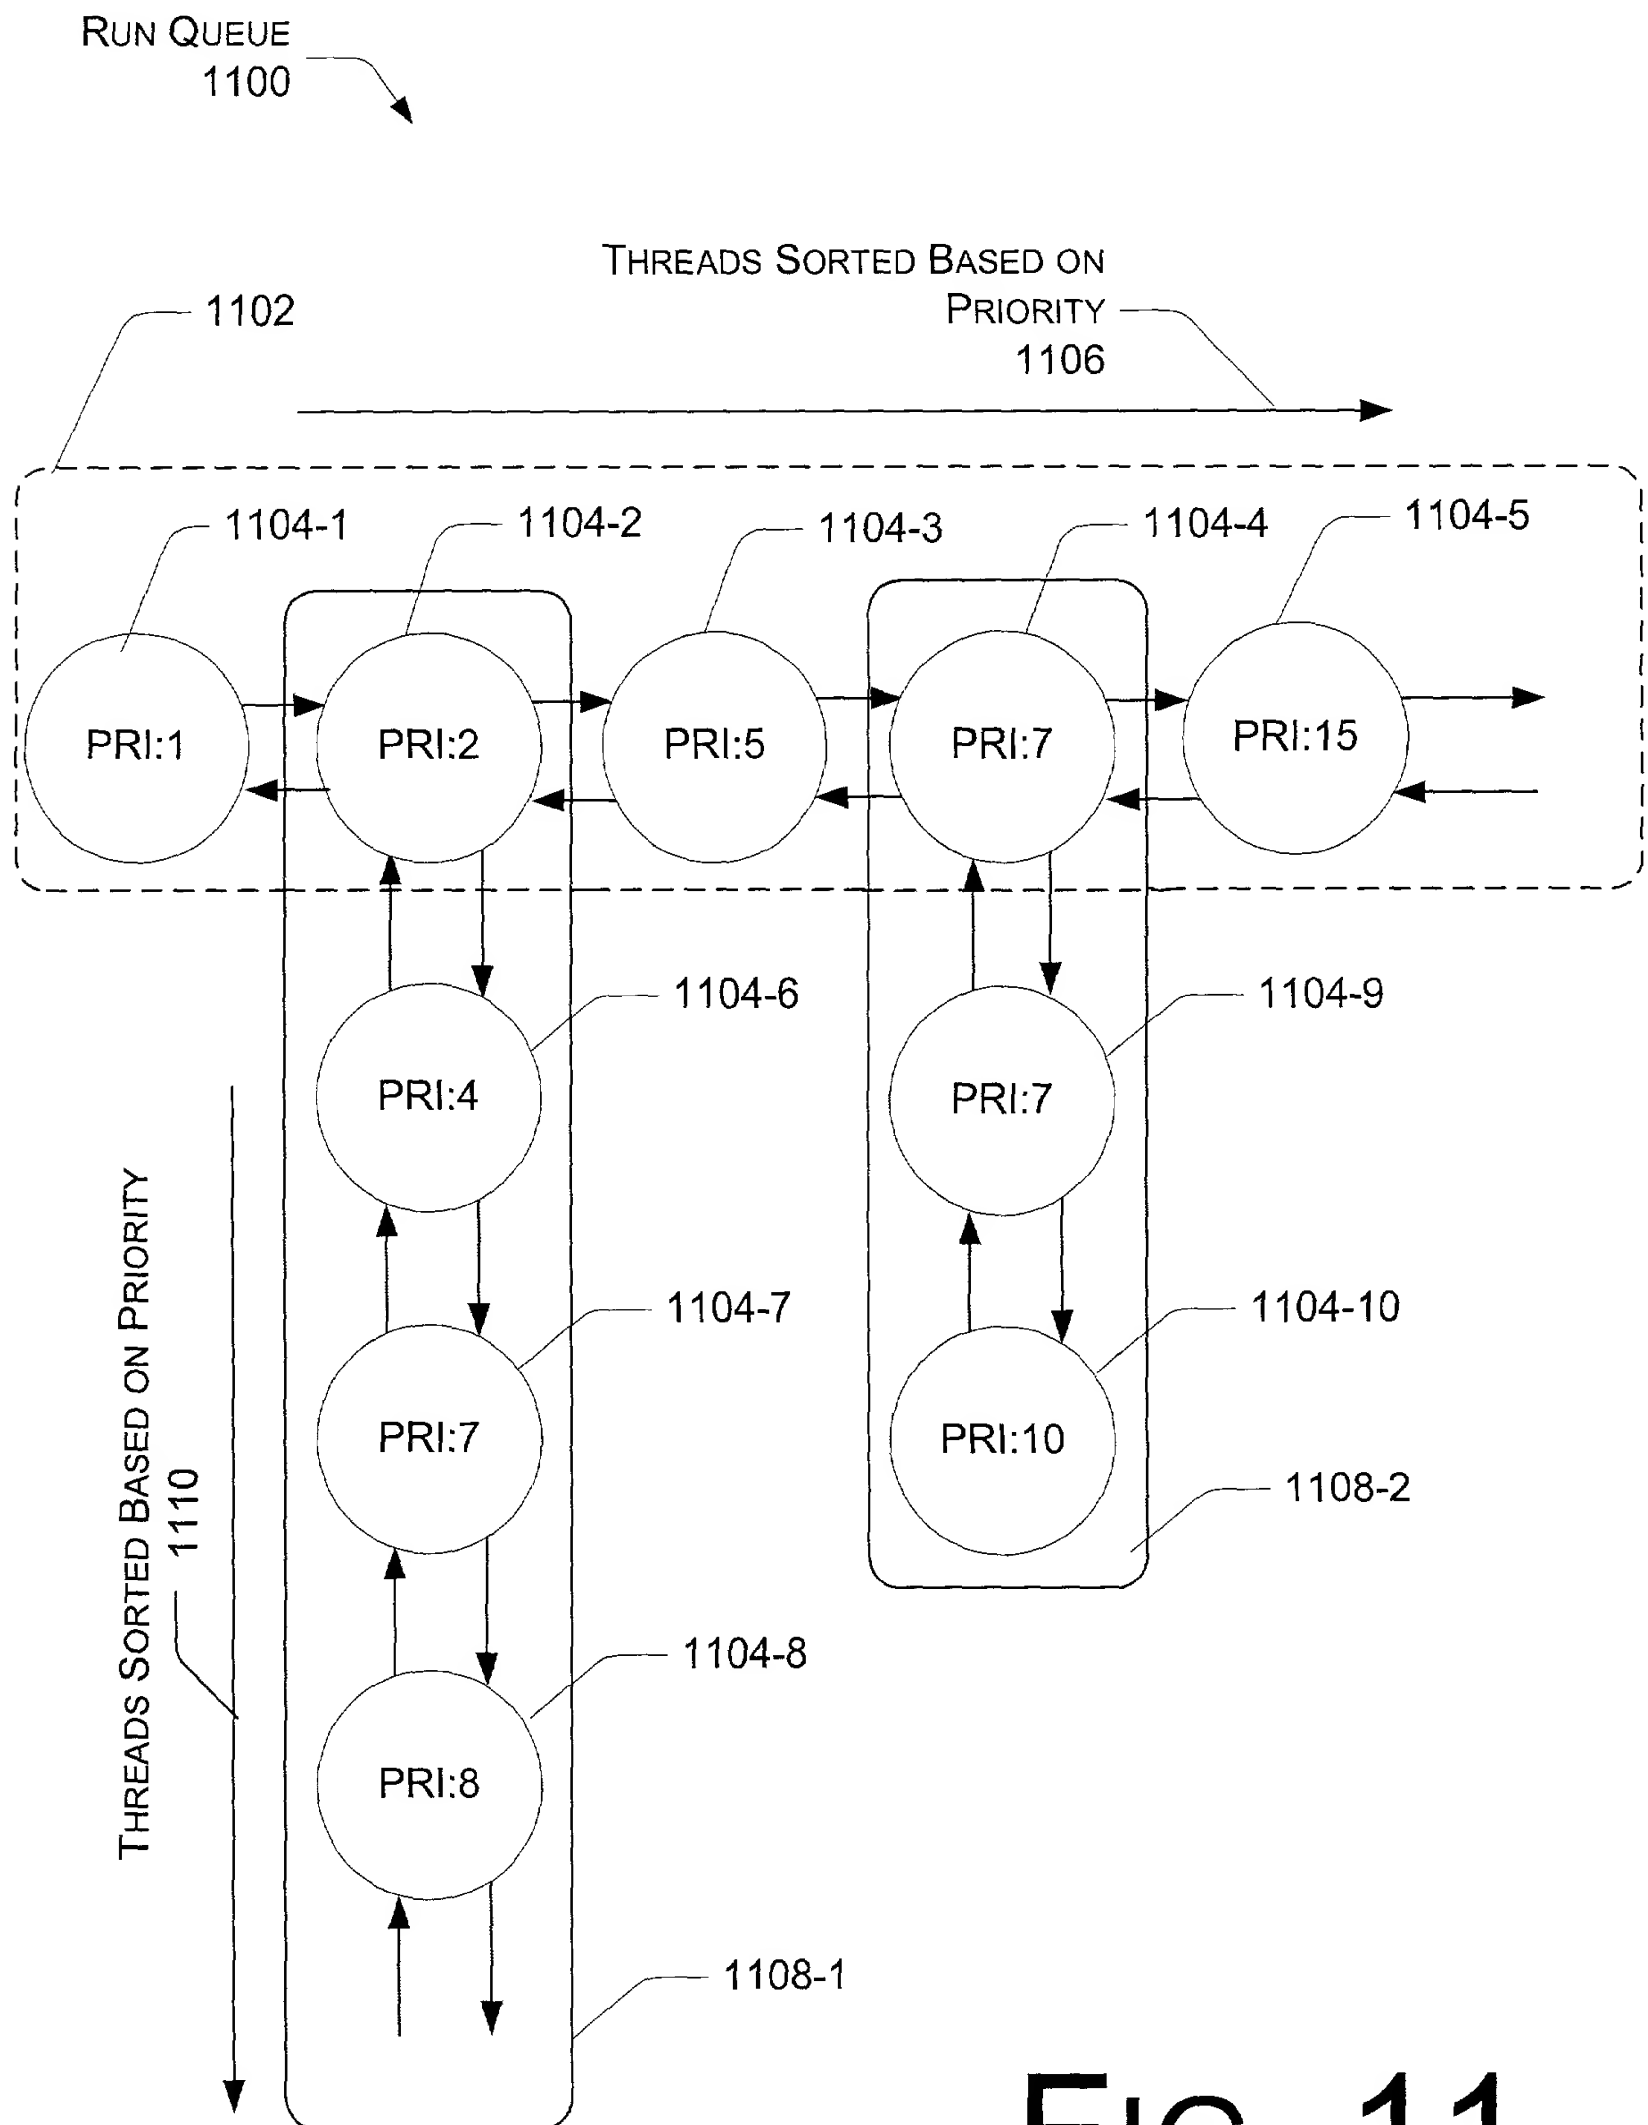 RUN QUEUE
1100
THREADS SORTED BASED ON
PRIORITY
1106
1102
1104-1
1104-2
1104-3
1104-4
1104-5
PRI:1
PRI:2
PRI:5
PRI:7
PRI:15
1104-6
1104-9
PRI:4
PRI:7
THREADS SORTED BASED ON PRIORITY
1110
1104-7
1104-10
PRI:7
PRI:10
1108-2
1104-8
PRI:8
1108-1
FIG. 11